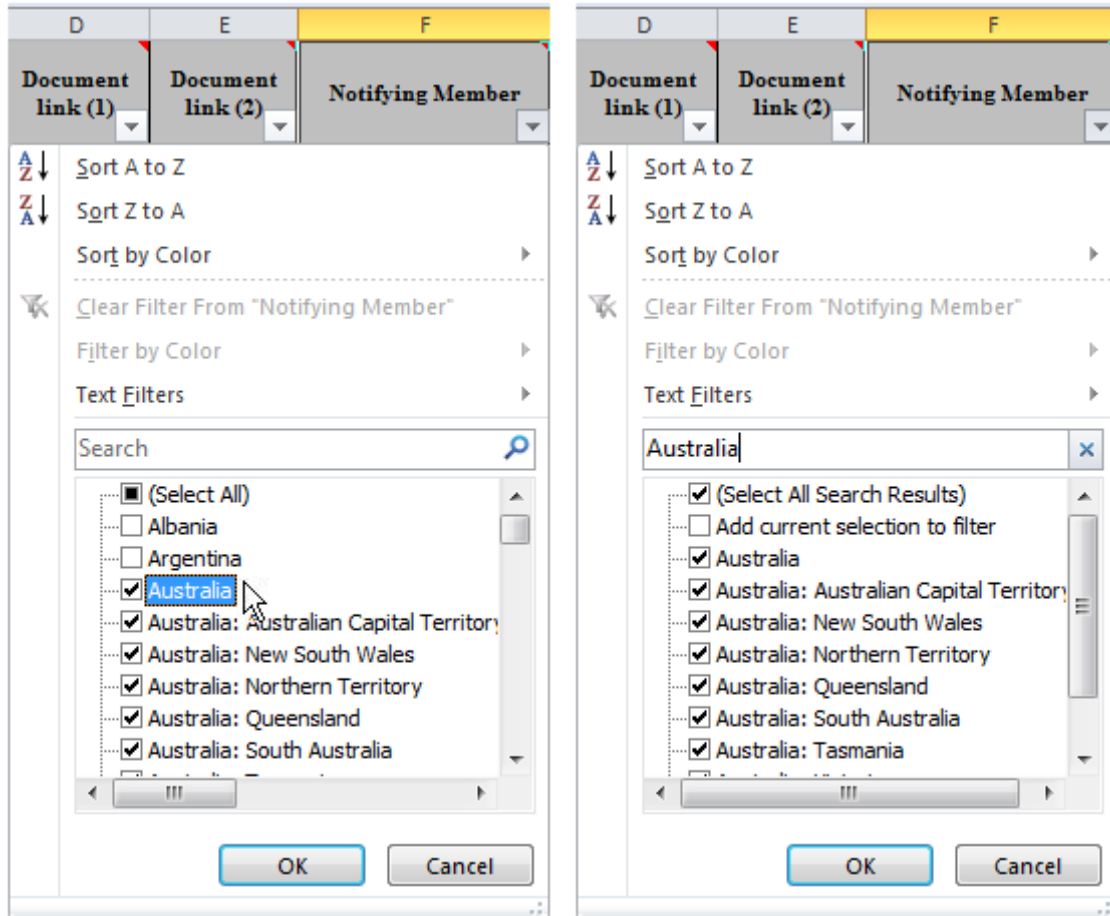 D E F
Document link (1)
Document link (2)
Notifying Member
Sort A to Z
Sort Z to A
Sort by Color
Clear Filter From "Notifying Member"
Filter by Color
Text Filters
Search
(Select All)
Albania
Argentina
Australia
Australia: Australian Capital Territory
Australia: New South Wales
Australia: Northern Territory
Australia: Queensland
Australia: South Australia
OK Cancel
D E F
Document link (1)
Document link (2)
Notifying Member
Sort A to Z
Sort Z to A
Sort by Color
Clear Filter From "Notifying Member"
Filter by Color
Text Filters
Australia
(Select All Search Results)
Add current selection to filter
Australia
Australia: Australian Capital Territory
Australia: New South Wales
Australia: Northern Territory
Australia: Queensland
Australia: South Australia
Australia: Tasmania
OK Cancel